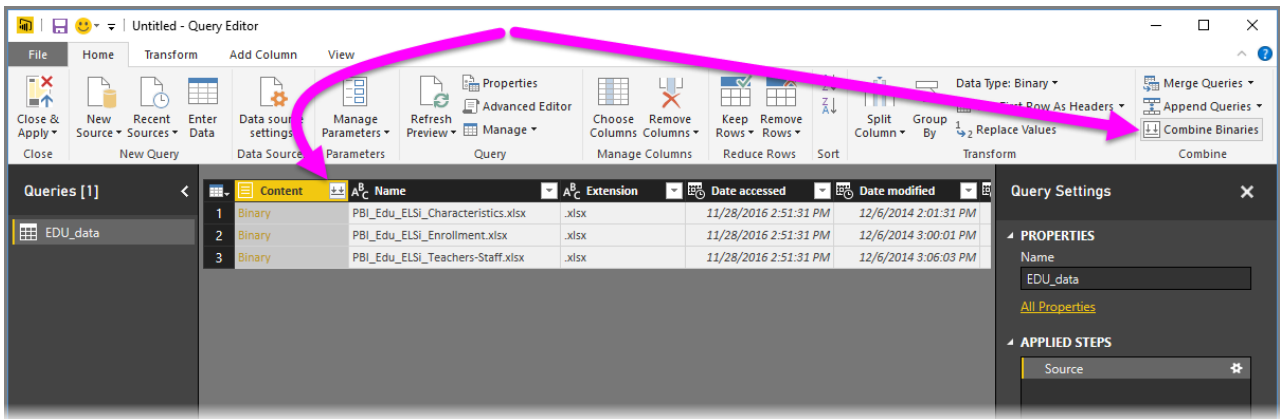 Untitled - Query Editor
File Home Transform Add Column View
Close & Apply
New Source
Recent Sources
Enter Data
Data source settings
Manage Parameters
Refresh Preview
Properties
Advanced Editor
Manage
Choose Columns
Remove Columns
Keep Rows
Remove Rows
Split Column
Group By
Data Type: Binary
First Row As Headers
Replace Values
Merge Queries
Append Queries
Combine Binaries
Close New Query Data Source Parameters Query Manage Columns Reduce Rows Sort Transform Combine
Queries [1]
EDU_data
Content Name Extension Date accessed Date modified
1 Binary PBI_Edu_ELSi_Characteristics.xlsx .xlsx 11/28/2016 2:51:31 PM 12/6/2014 2:01:31 PM
2 Binary PBI_Edu_ELSi_Enrollment.xlsx .xlsx 11/28/2016 2:51:31 PM 12/6/2014 3:00:01 PM
3 Binary PBI_Edu_ELSi_Teachers-Staff.xlsx .xlsx 11/28/2016 2:51:31 PM 12/6/2014 3:06:03 PM
Query Settings
PROPERTIES
Name
EDU_data
All Properties
APPLIED STEPS
Source